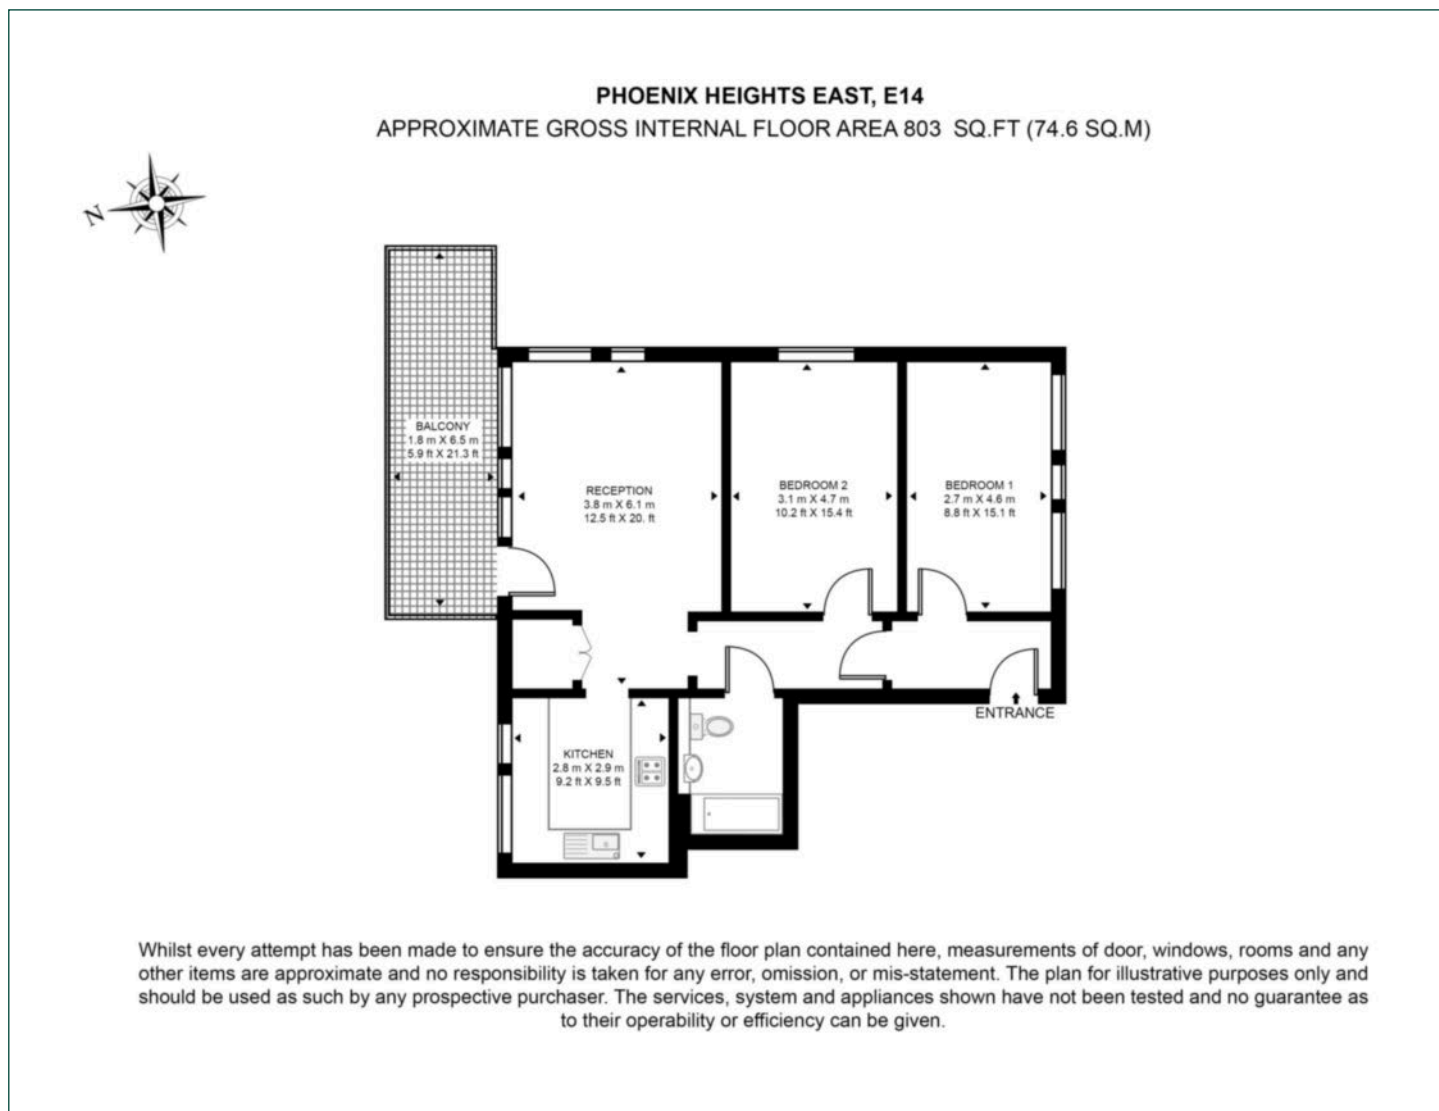 PHOENIX HEIGHTS EAST, E14
APPROXIMATE GROSS INTERNAL FLOOR AREA 803 SQ.FT (74.6 SQ.M)
N
BALCONY
1.8 m X 6.5 m
5.9 ft X 21.3 ft
RECEPTION
3.8 m X 6.1 m
12.5 ft X 20. ft
BEDROOM 2
3.1 m X 4.7 m
10.2 ft X 15.4 ft
BEDROOM 1
2.7 m X 4.6 m
8.8 ft X 15.1 ft
ENTRANCE
KITCHEN
2.8 m X 2.9 m
9.2 ft X 9.5 ft
Whilst every attempt has been made to ensure the accuracy of the floor plan contained here, measurements of door, windows, rooms and any
other items are approximate and no responsibility is taken for any error, omission, or mis-statement. The plan for illustrative purposes only and
should be used as such by any prospective purchaser. The services, system and appliances shown have not been tested and no guarantee as
to their operability or efficiency can be given.